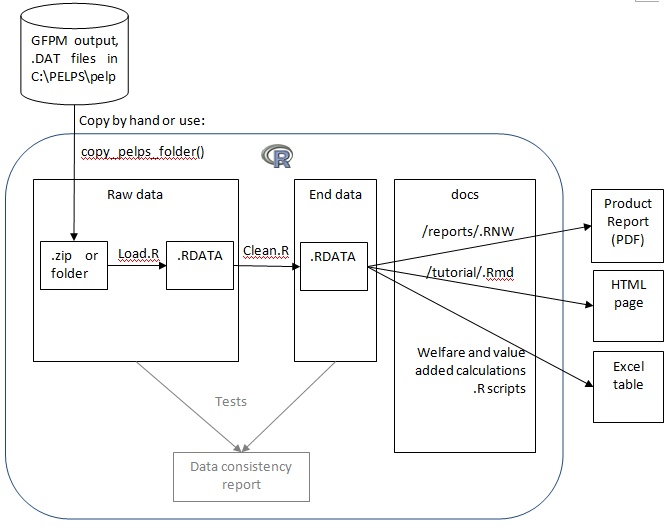 GFPM output,
.DAT files in
C:\PELPS\pelp
Copy by hand or use:
copy_pelps_folder()
R
Raw data
End data
docs
.zip or
folder
Load.R
.RDATA
Clean.R
.RDATA
/reports/.RNW
/tutorial/.Rmd
Welfare and value
added calculations
.R scripts
Product
Report
(PDF)
HTML
page
Excel
table
Tests
Data consistency
report